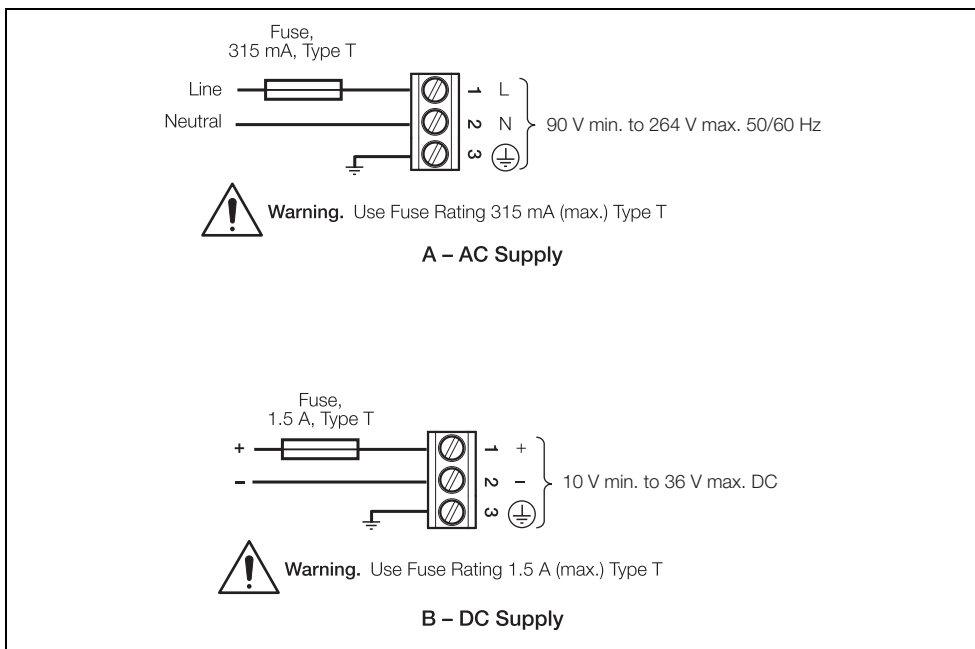 Fuse,
315 mA, Type T
Line
1 L
Neutral
2 N
90 V min. to 264 V max. 50/60 Hz
3
Warning. Use Fuse Rating 315 mA (max.) Type T
A – AC Supply
Fuse,
1.5 A, Type T
+
1 +
–
2 –
10 V min. to 36 V max. DC
3
Warning. Use Fuse Rating 1.5 A (max.) Type T
B – DC Supply